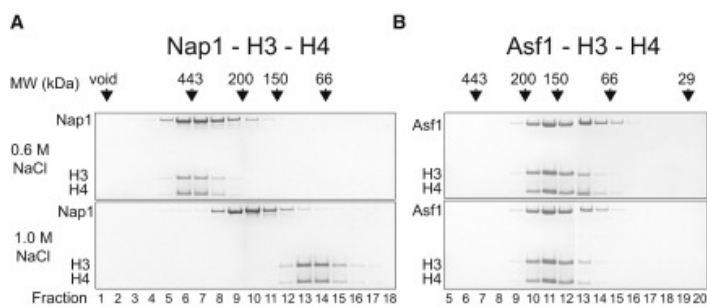 A
Nap1 - H3 - H4
MW (kDa)
void
443
200
150
66
Nap1
0.6 M
NaCl
H3
H4
Nap1
1.0 M
NaCl
H3
H4
Fraction 1 2 3 4 5 6 7 8 9 10 11 12 13 14 15 16 17 18
B
Asf1 - H3 - H4
443
200
150
66
29
Asf1
H3
H4
Asf1
H3
H4
5 6 7 8 9 10 11 12 13 14 15 16 17 18 19 20